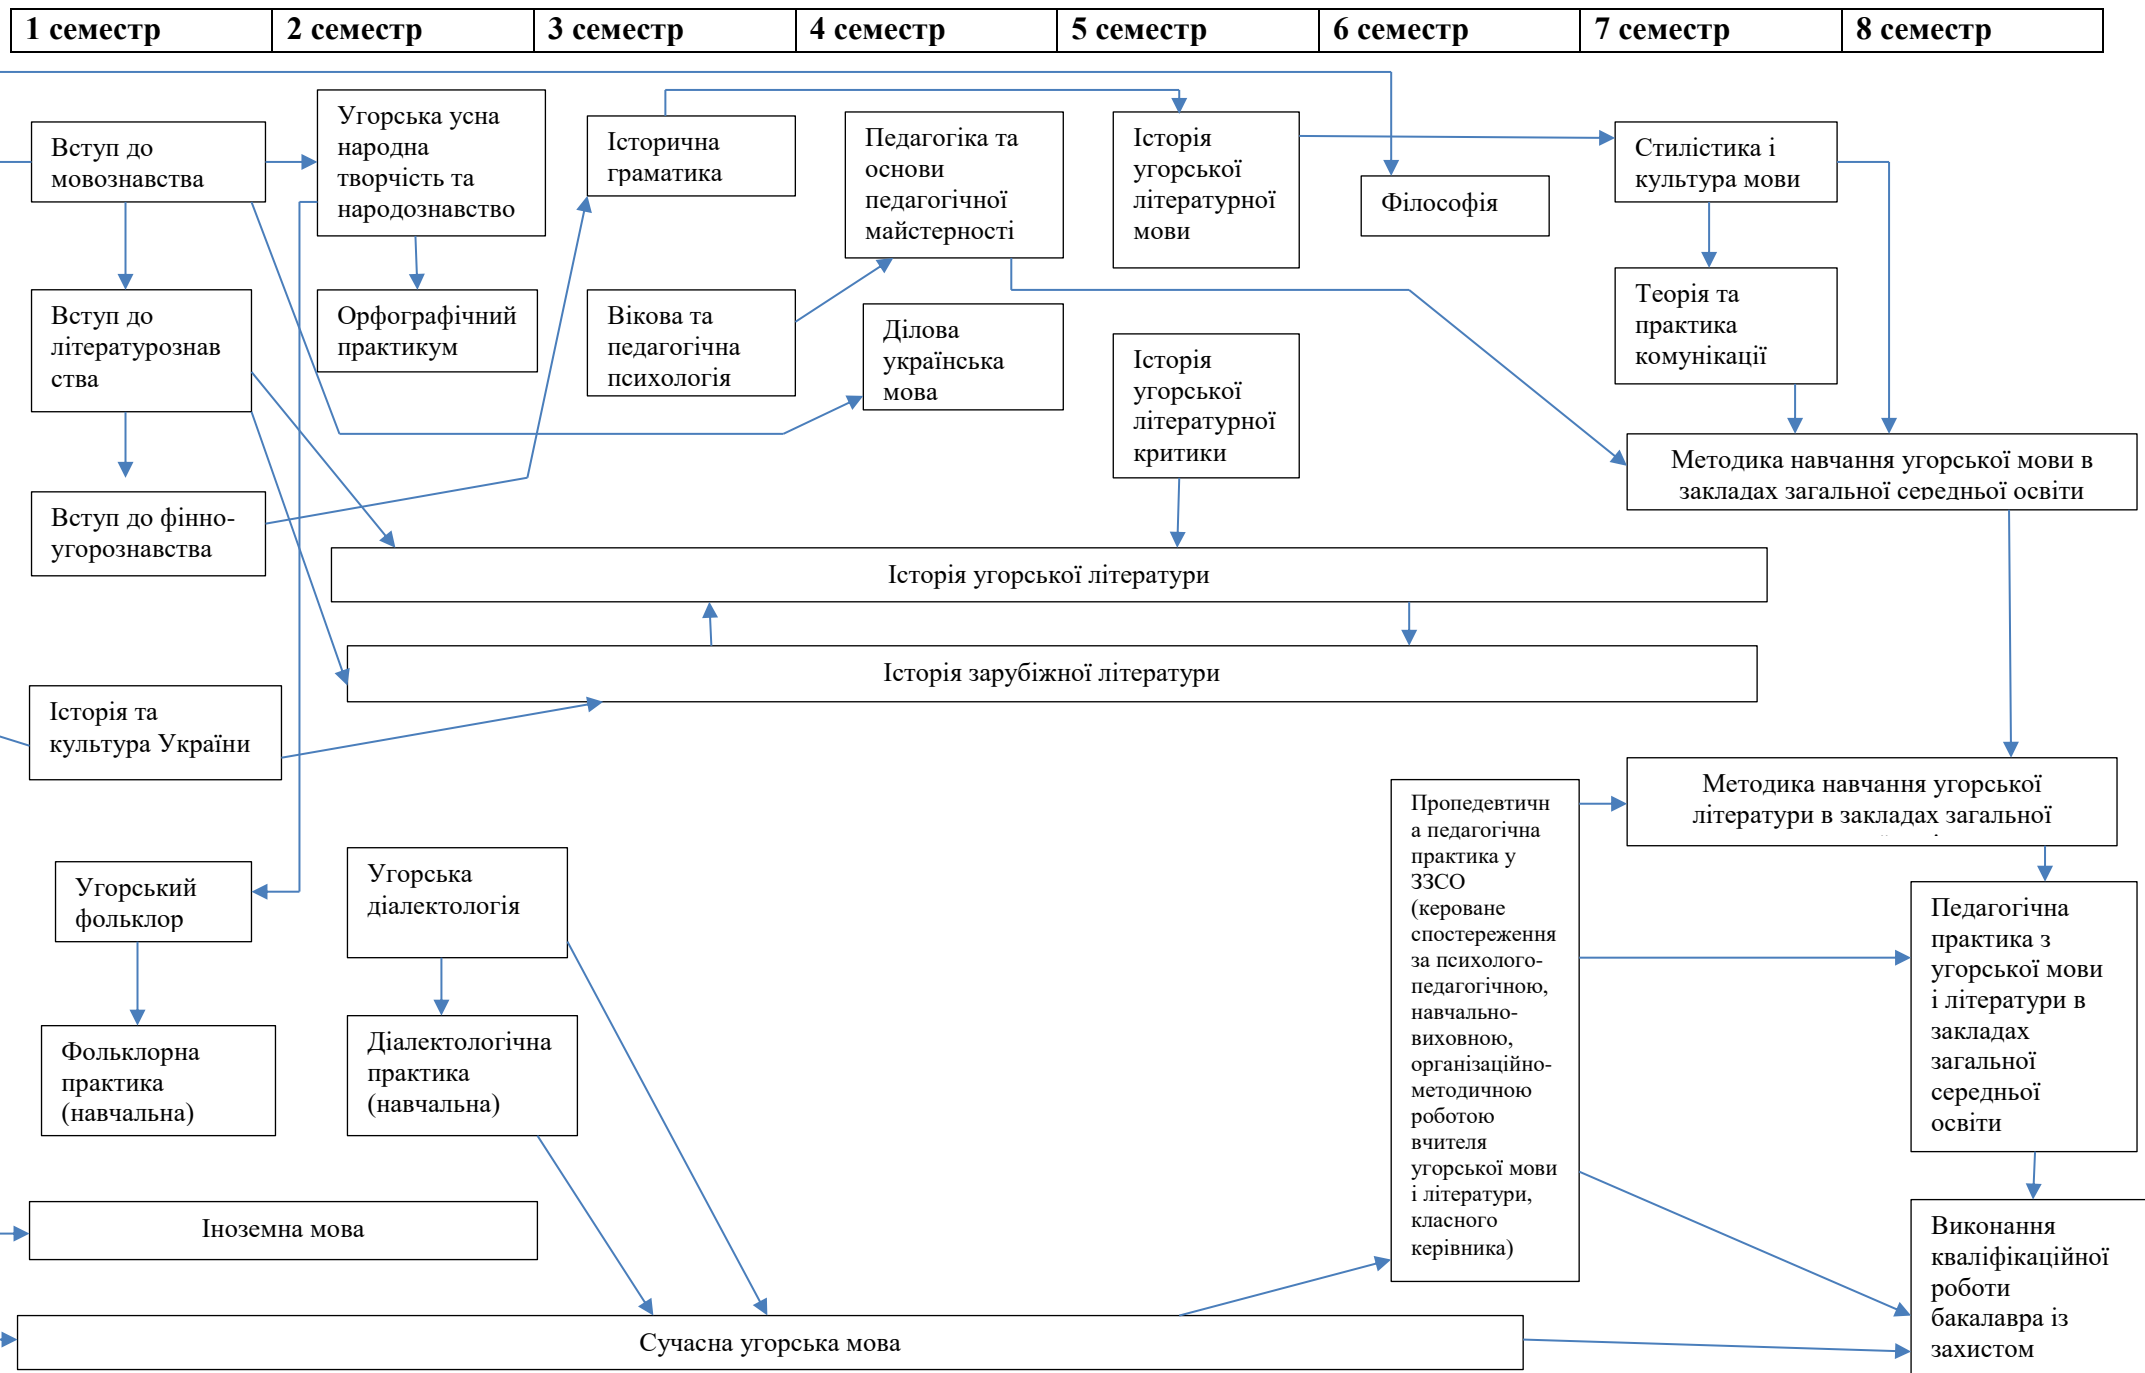 1 семестр
2 семестр
3 семестр
4 семестр
5 семестр
6 семестр
7 семестр
8 семестр
Вступ до
мовознавства
Угорська усна
народна
творчість та
народознавство
Історична
граматика
Педагогіка та
основи
педагогічної
майстерності
Історія
угорської
літературної
мови
Філософія
Стилістика і
культура мови
Вступ до
літературознав
ства
Орфографічний
практикум
Вікова та
педагогічна
психологія
Ділова
українська
мова
Історія
угорської
літературної
критики
Теорія та
практика
комунікації
Методика навчання угорської мови в
закладах загальної середньої освіти
Вступ до фінно-
угорознавства
Історія угорської літератури
Історія зарубіжної літератури
Історія та
культура України
Методика навчання угорської
літератури в закладах загальної
Пропедевтичн
а педагогічна
практика у
ЗЗСО
(кероване
спостереження
за психолого-
педагогічною,
навчально-
виховною,
організаційно-
методичною
роботою
вчителя
угорської мови
і літератури,
класного
керівника)
Угорський
фольклор
Угорська
діалектологія
Педагогічна
практика з
угорської мови
і літератури в
закладах
загальної
середньої
освіти
Фольклорна
практика
(навчальна)
Діалектологічна
практика
(навчальна)
Іноземна мова
Виконання
кваліфікаційної
роботи
бакалавра із
захистом
Сучасна угорська мова